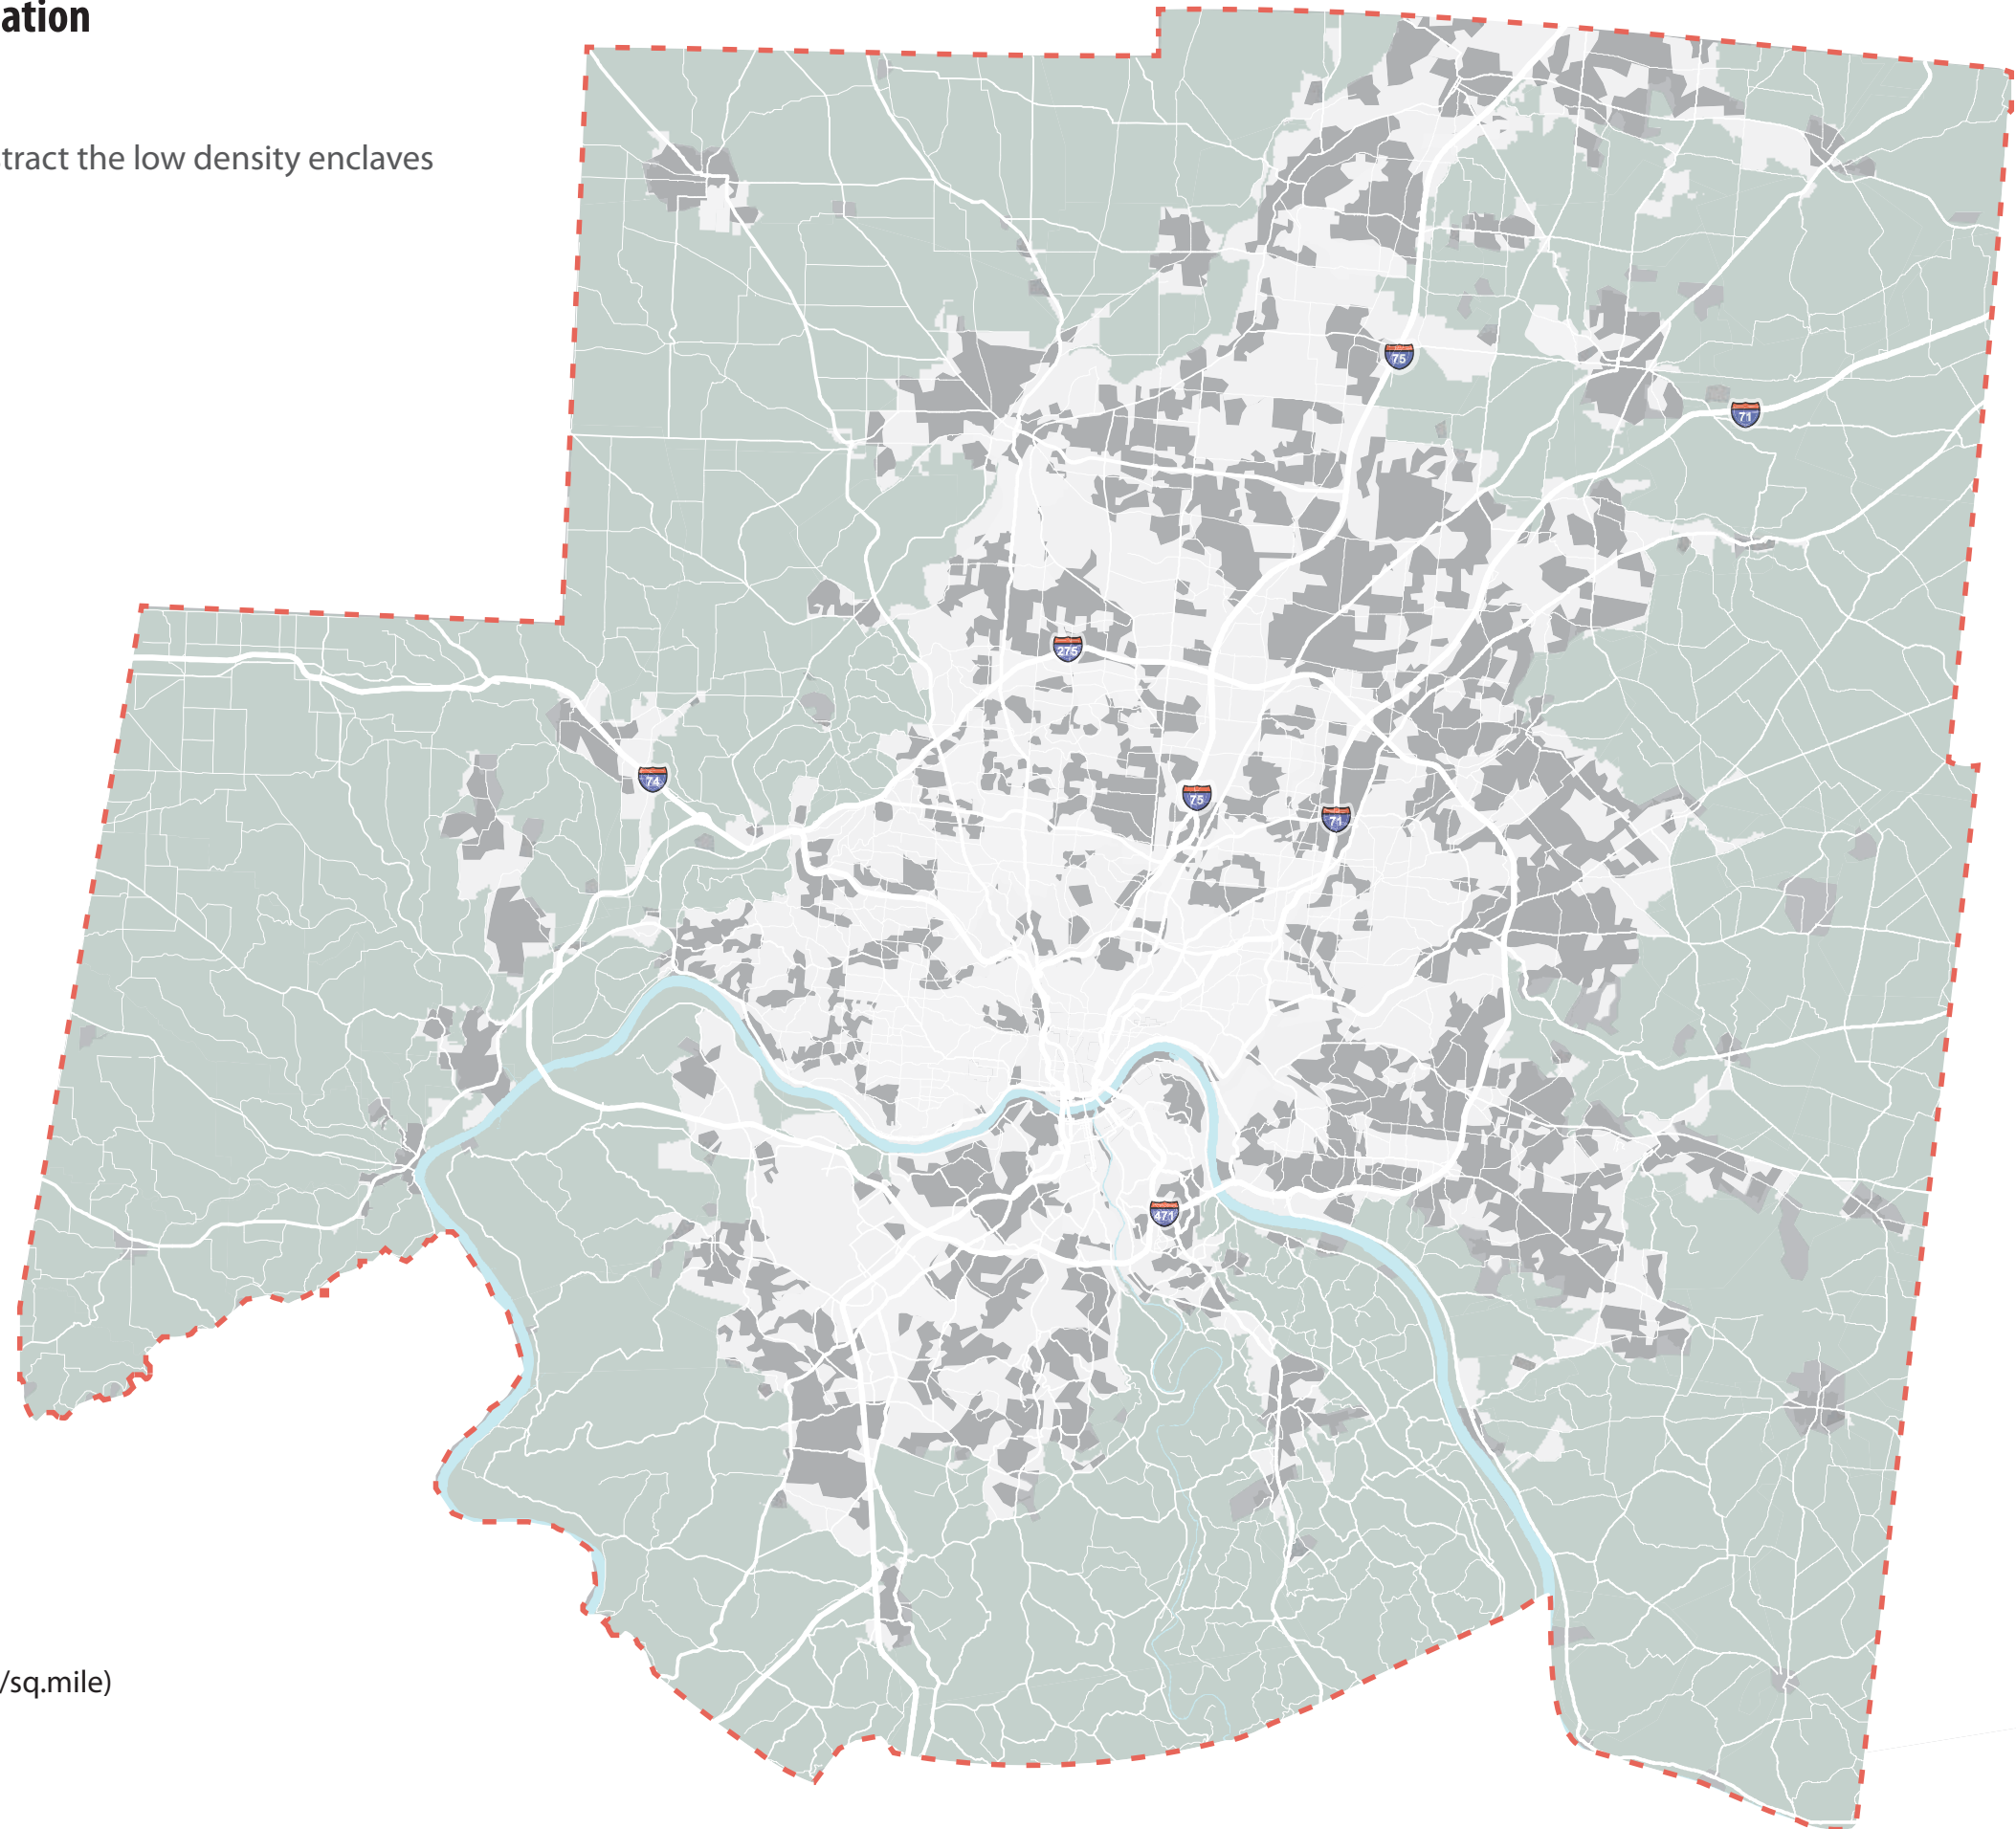 ation
tract the low density enclaves
75
71
275
74
75
71
471
/sq.mile)